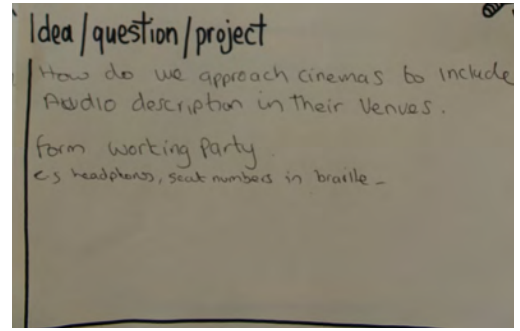 Idea/question/project
How do we approach cinemas to include
Audio description in their venues.
form working Party.
eg headphones, seat numbers in braille -